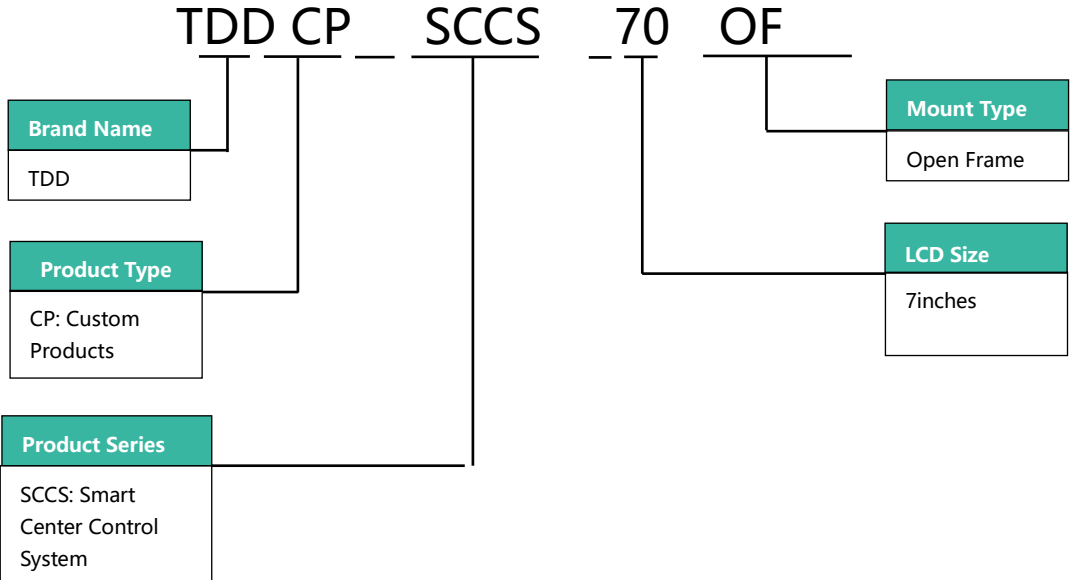 TDD CP _ SCCS _ 70 OF
Brand Name
TDD
Product Type
CP: Custom
Products
Product Series
SCCS: Smart
Center Control
System
Mount Type
Open Frame
LCD Size
7inches